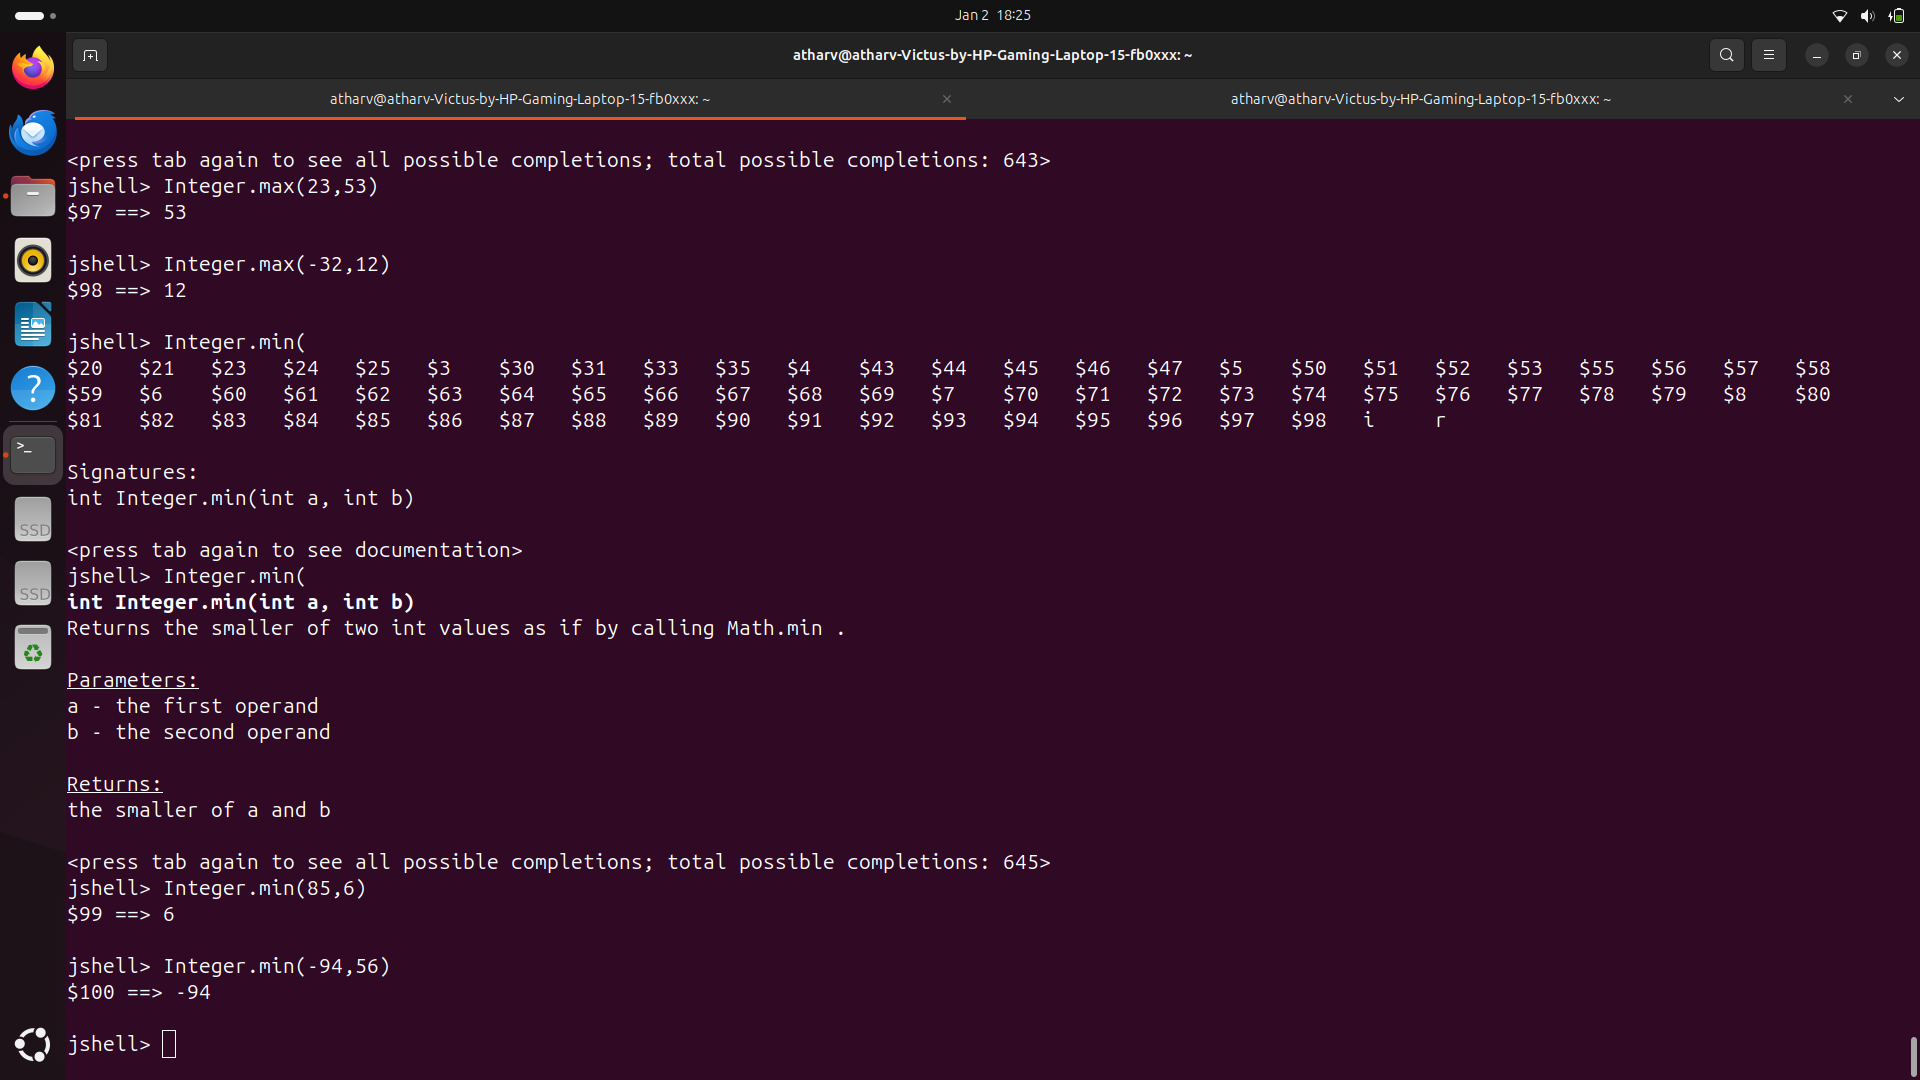 Jan 2 18:25
atharv@atharv-Victus-by-HP-Gaming-Laptop-15-fb0xxx: ~
atharv@atharv-Victus-by-HP-Gaming-Laptop-15-fb0xxx: ~
atharv@atharv-Victus-by-HP-Gaming-Laptop-15-fb0xxx: ~
<press tab again to see all possible completions; total possible completions: 643>
jshell> Integer.max(23,53)
$97 ==> 53
jshell> Integer.max(-32,12)
$98 ==> 12
jshell> Integer.min(
$20 $21 $23 $24 $25 $3 $30 $31 $33 $35 $4 $43 $44 $45 $46 $47 $5 $50 $51 $52 $53 $55 $56 $57 $58
$59 $6 $60 $61 $62 $63 $64 $65 $66 $67 $68 $69 $7 $70 $71 $72 $73 $74 $75 $76 $77 $78 $79 $8 $80
$81 $82 $83 $84 $85 $86 $87 $88 $89 $90 $91 $92 $93 $94 $95 $96 $97 $98 i r
Signatures:
int Integer.min(int a, int b)
<press tab again to see documentation>
jshell> Integer.min(
int Integer.min(int a, int b)
Returns the smaller of two int values as if by calling Math.min .
Parameters:
a - the first operand
b - the second operand
Returns:
the smaller of a and b
<press tab again to see all possible completions; total possible completions: 645>
jshell> Integer.min(85,6)
$99 ==> 6
jshell> Integer.min(-94,56)
$100 ==> -94
jshell>
>_
SSD
SSD